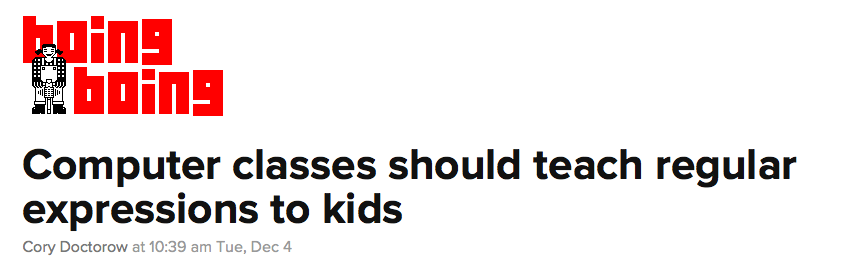 boing
boing
Computer classes should teach regular
expressions to kids
Cory Doctorow at 10:39 am Tue, Dec 4